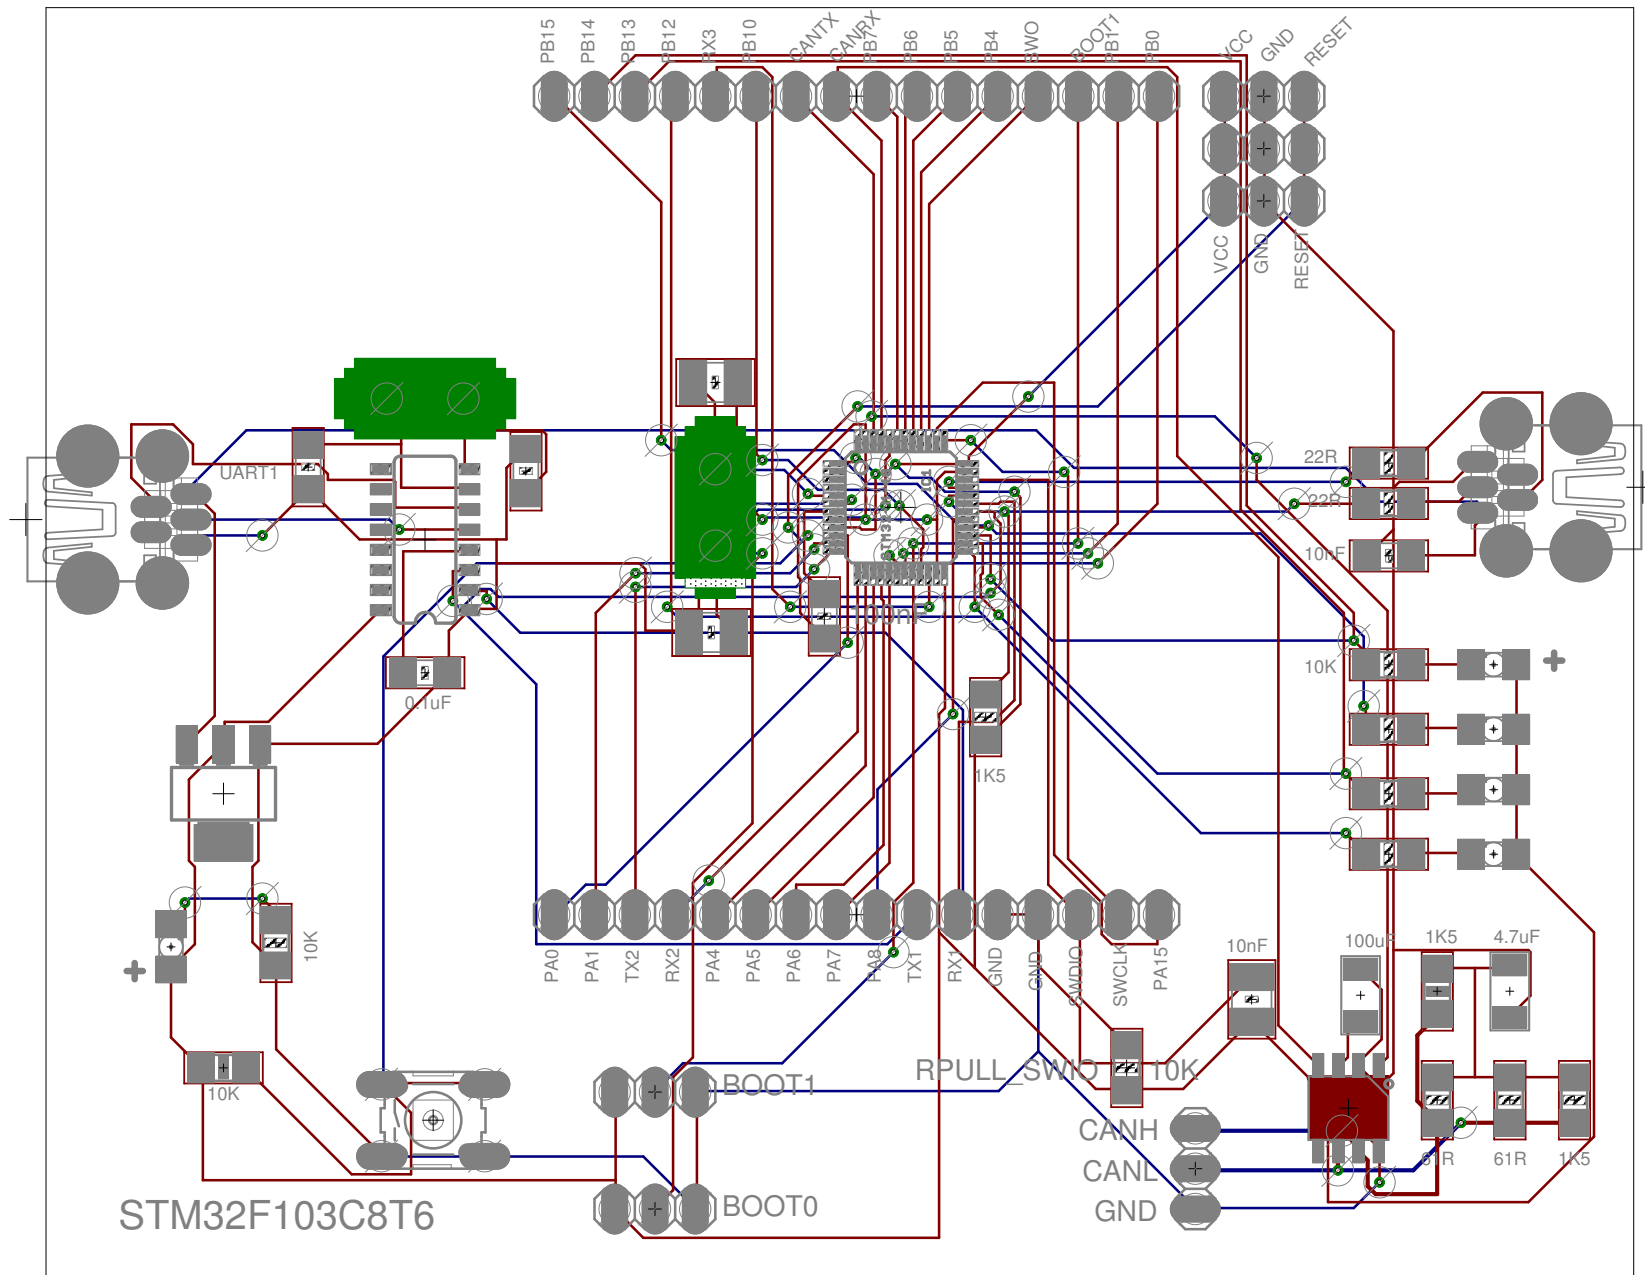 PB15
PB14
PB13
PB12
RX3
PB10
CANTX
CANRX
PB7
PB6
PB5
PB4
SWO
BOOT1
PB1
PB0
VCC
GND
RESET
VCC
GND
RESET
UART1
22R
22R
10nF
100nF
10K
0.1uF
1K5
10K
10K
PA0
PA1
TX2
RX2
PA4
PA5
PA6
PA7
PA8
TX1
RX1
GND
GND
SWDIO
SWCLK
PA15
10nF
100uF
1K5
4.7uF
RPULL_SWIO
10K
BOOT1
BOOT0
CANH
CANL
GND
61R
61R
1K5
STM32F103C8T6